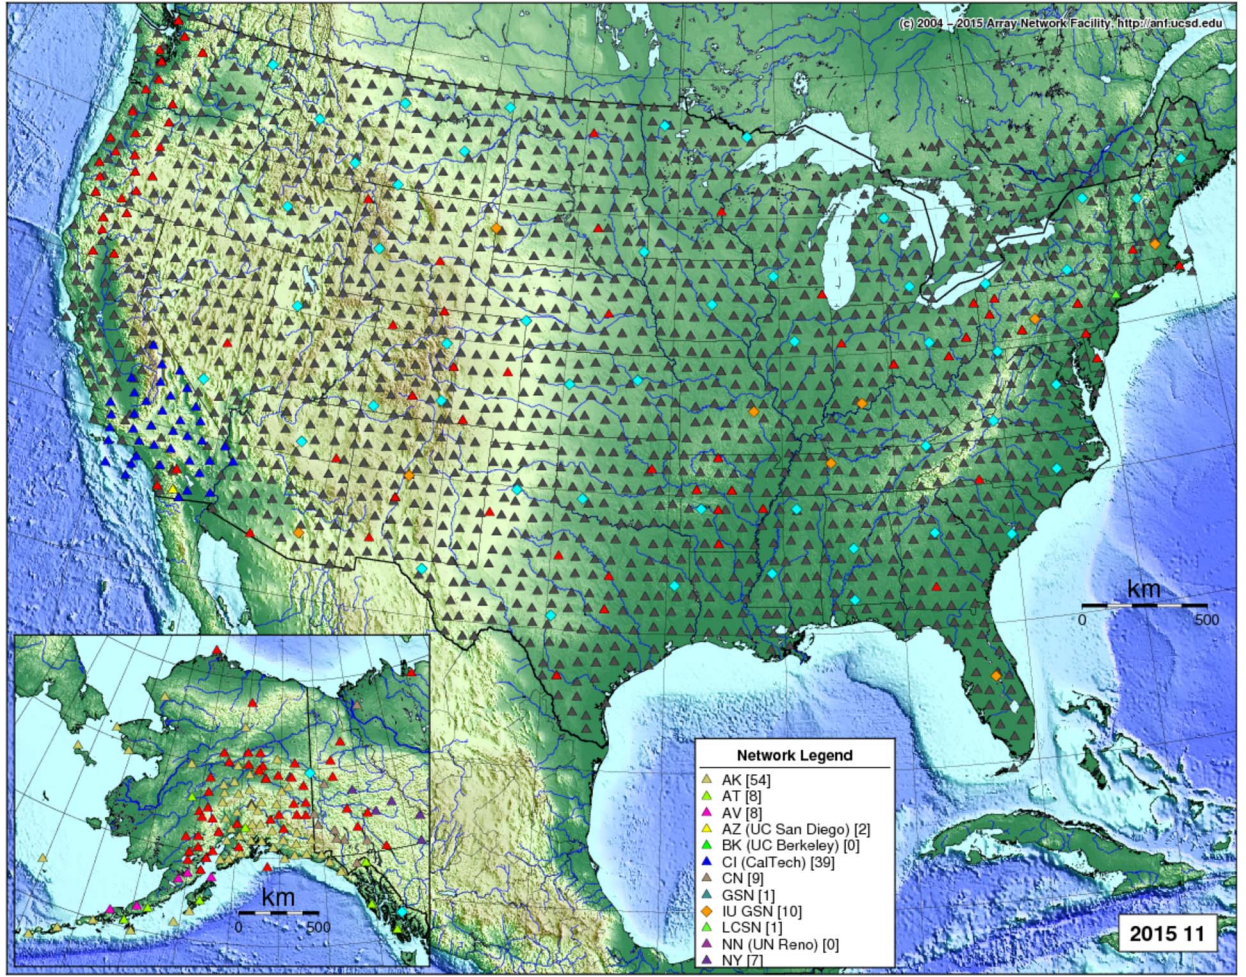 (c) 2004 – 2015 Array Network Facility, http://anf.ucsd.edu
km
0 500
km
0 500
Network Legend
AK [54]
AT [8]
AV [8]
AZ (UC San Diego) [2]
BK (UC Berkeley) [0]
CI (CalTech) [39]
CN [9]
GSN [1]
IU GSN [10]
LCSN [1]
NN (UN Reno) [0]
NY [7]
2015 11